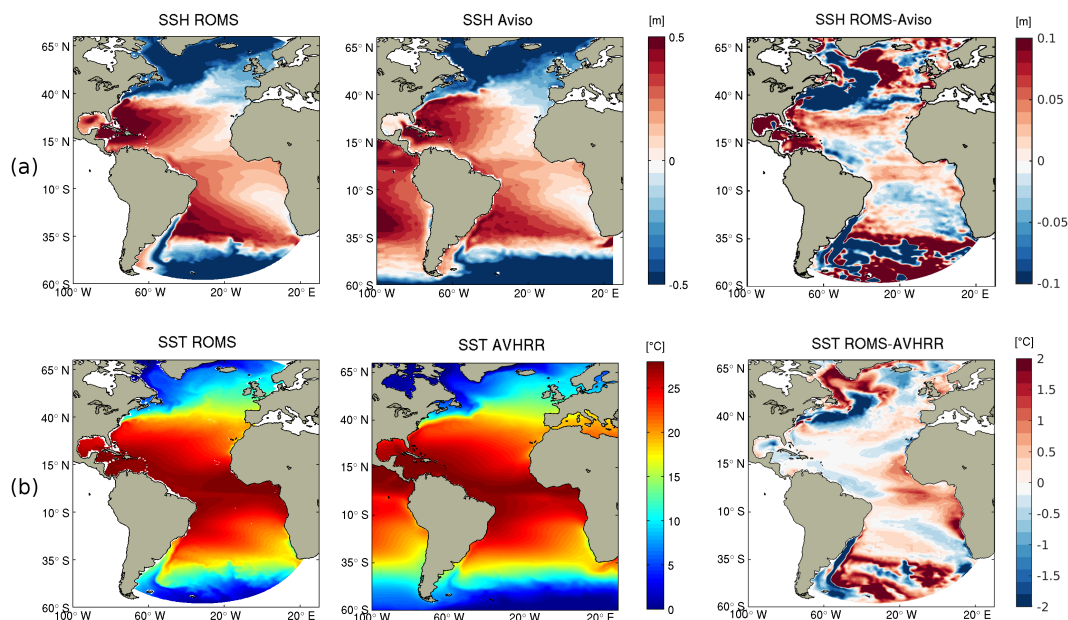 SSH ROMS
SSH Aviso
[m]
SSH ROMS-Aviso
[m]
(a)
65° N
40° N
15° N
10° S
35° S
60° S
100° W
60° W
20° W
20° E
65° N
40° N
15° N
10° S
35° S
60° S
100° W
60° W
20° W
20° E
0.5
0
-0.5
65° N
40° N
15° N
10° S
35° S
60° S
100° W
60° W
20° W
20° E
0.1
0.05
0
-0.05
-0.1
SST ROMS
SST AVHRR
[°C]
SST ROMS-AVHRR
[°C]
(b)
65° N
40° N
15° N
10° S
35° S
60° S
100° W
60° W
20° W
20° E
65° N
40° N
15° N
10° S
35° S
60° S
100° W
60° W
20° W
20° E
25
20
15
10
5
0
65° N
40° N
15° N
10° S
35° S
60° S
100° W
60° W
20° W
20° E
2
1.5
1
0.5
0
-0.5
-1
-1.5
-2